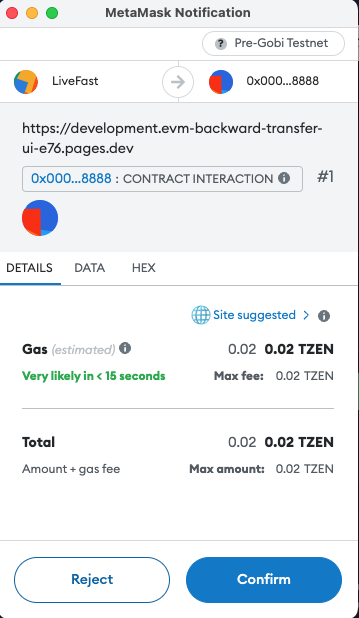 MetaMask Notification
Pre-Gobi Testnet
LiveFast
0x000...8888
https://development.evm-backward-transfer-
ui-e76.pages.dev
0x000...8888 : CONTRACT INTERACTION
#1
DETAILS DATA HEX
Site suggested >
Gas (estimated) 0.02 0.02 TZEN
Very likely in < 15 seconds Max fee: 0.02 TZEN
Total 0.02 0.02 TZEN
Amount + gas fee Max amount: 0.02 TZEN
Reject Confirm